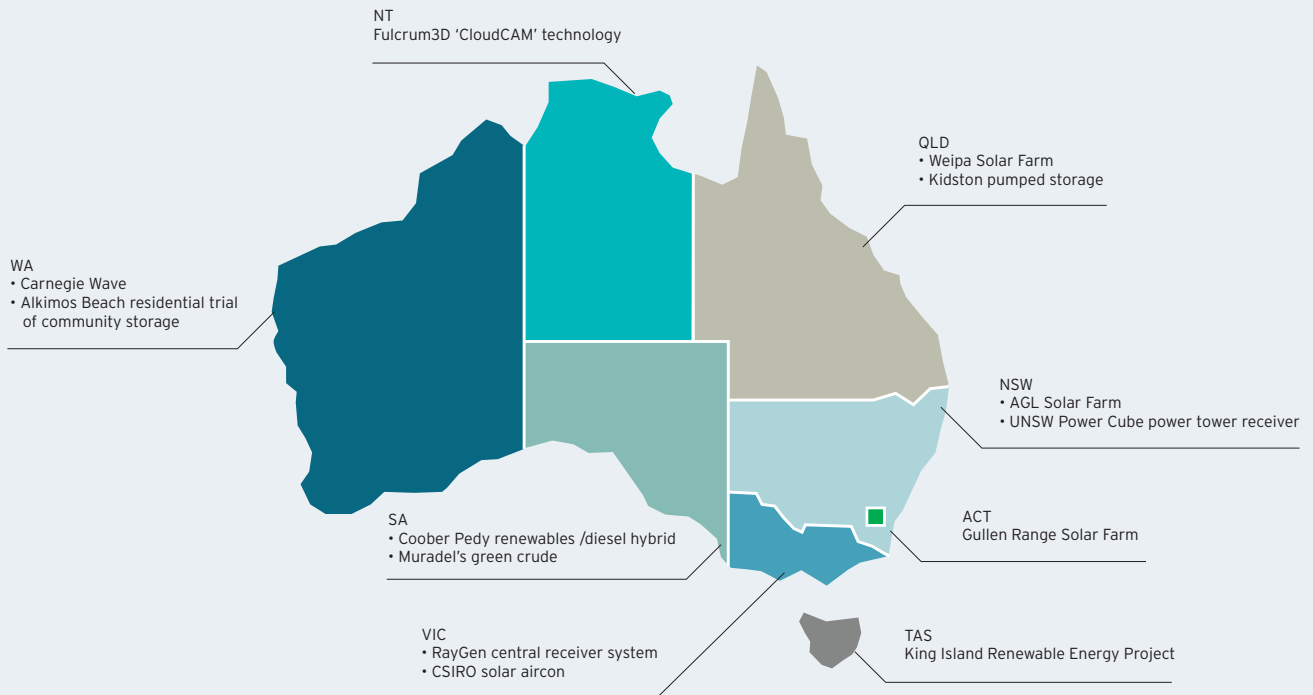 NT
Fulcrum3D ‘CloudCAM’ technology
QLD
• Weipa Solar Farm
• Kidston pumped storage
WA
• Carnegie Wave
• Alkimos Beach residential trial
of community storage
NSW
• AGL Solar Farm
• UNSW Power Cube power tower receiver
SA
• Coober Pedy renewables /diesel hybrid
• Muradel’s green crude
ACT
Gullen Range Solar Farm
VIC
• RayGen central receiver system
• CSIRO solar aircon
TAS
King Island Renewable Energy Project